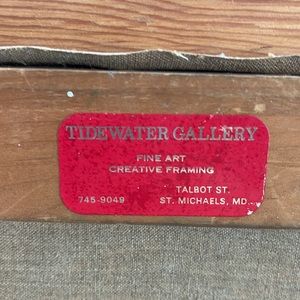 TIDEWATER GALLERY
FINE ART
CREATIVE FRAMING
TALBOT ST.
745-9049 ST. MICHAELS, MD.